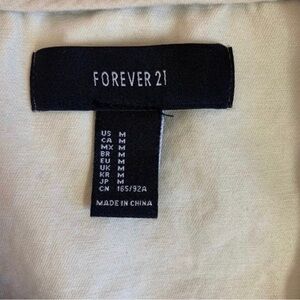 FOREVER 21
US M
CA M
MX M
BR M
EU M
UK M
KR M
JP M
CN 165/92A
MADE IN CHINA